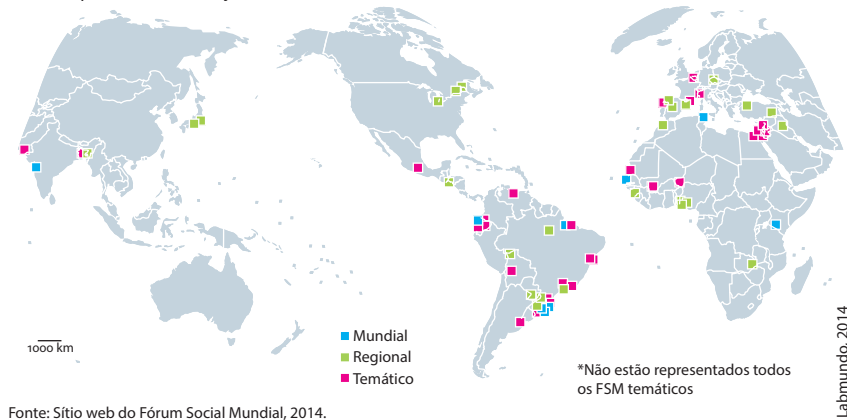 1000 km
Mundial
Regional
Temático
*Não estão representados todos
os FSM temáticos
Labmundo, 2014
Fonte: Sítio web do Fórum Social Mundial, 2014.